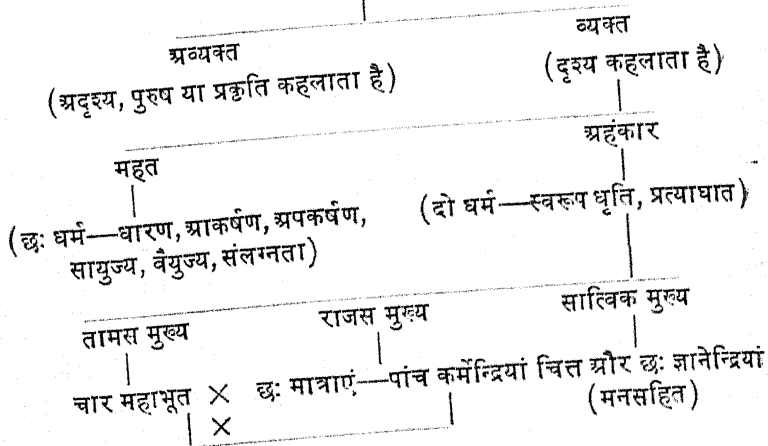 अव्यक्त व्यक्त
(अदृश्य, पुरुष या प्रकृति कहलाता है) (दृश्य कहलाता है)
महत अहंकार
(छः धर्म—धारण, आकर्षण, अपकर्षण, (दो धर्म—स्वरूप धृति, प्रत्याघात)
सायुज्य, वैयुज्य, संलग्नता)
तामस मुख्य राजस मुख्य सात्विक मुख्य
चार महाभूत × छः मात्राएं—पांच कर्मेन्द्रियां चित्त और छः ज्ञानेन्द्रियां
× (मनसहित)